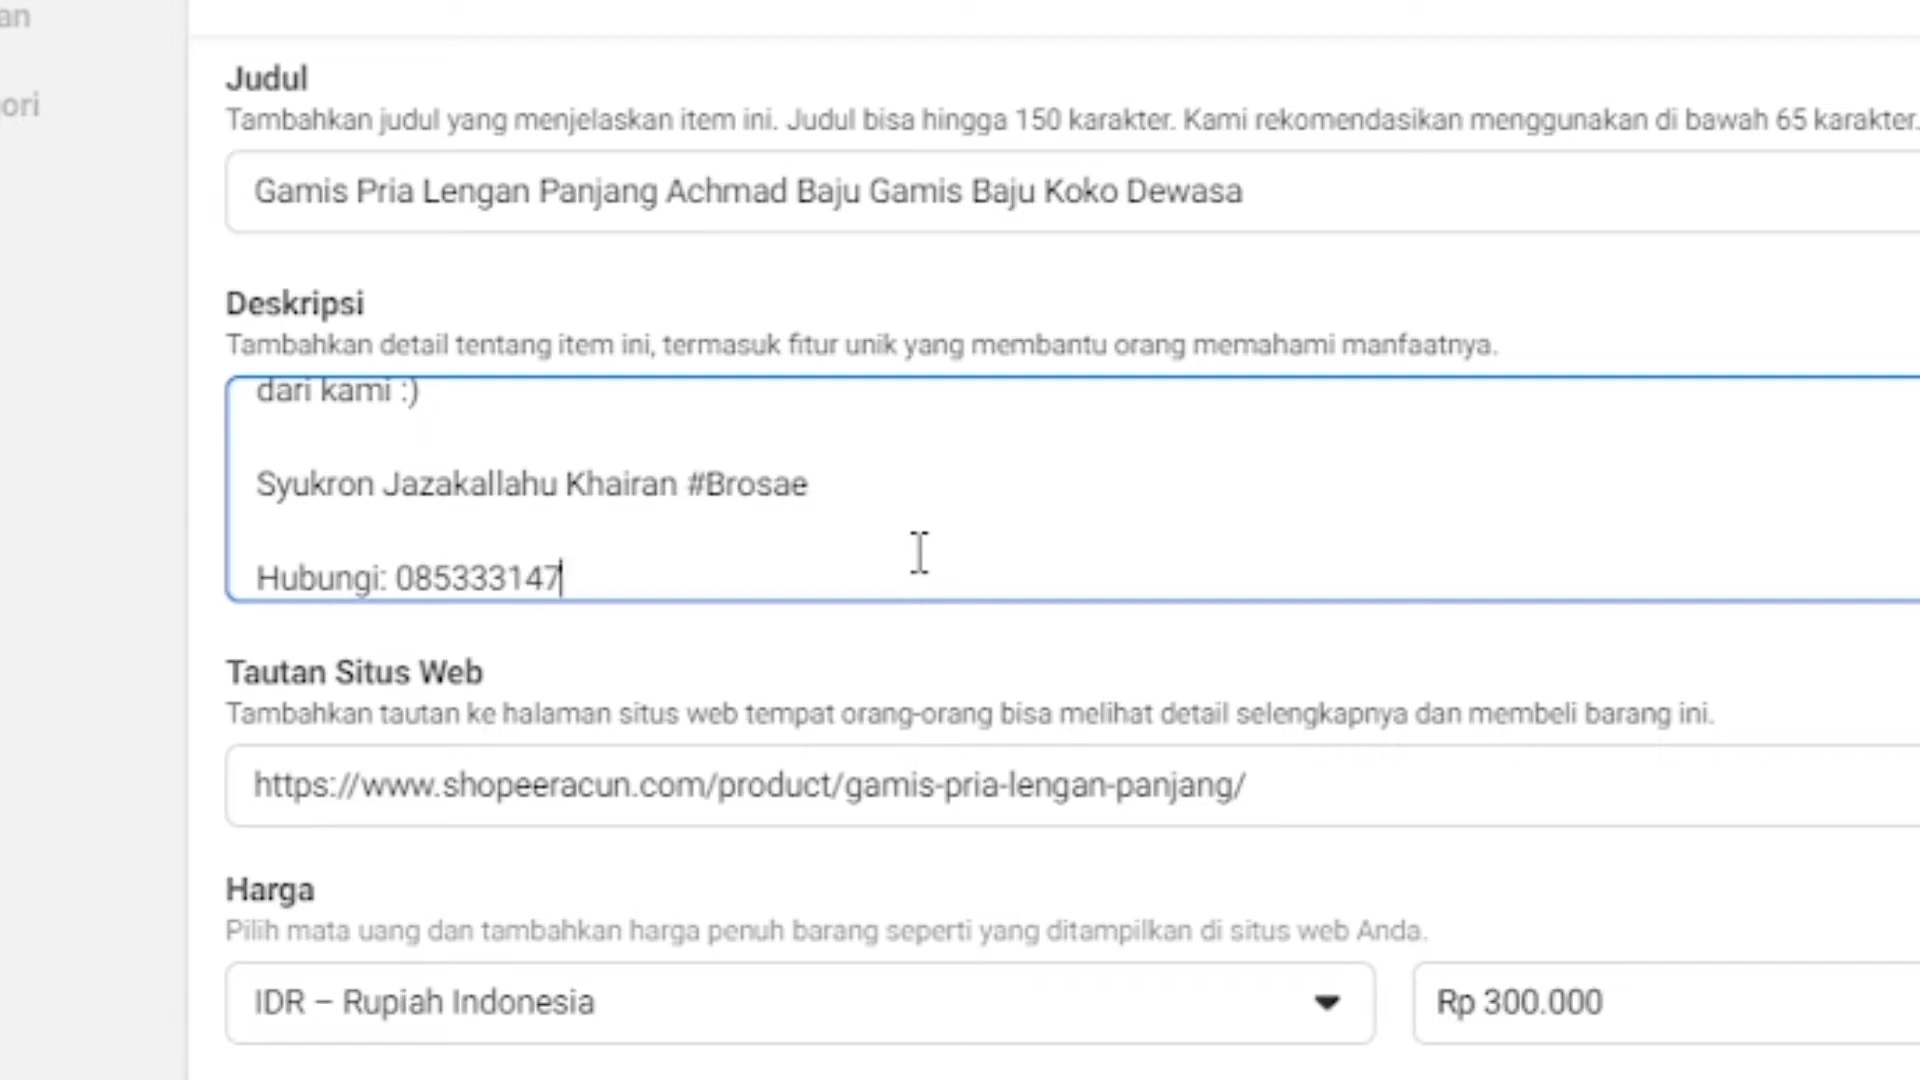 an
ori
Judul
Tambahkan judul yang menjelaskan item ini. Judul bisa hingga 150 karakter. Kami rekomendasikan menggunakan di bawah 65 karakter.
Gamis Pria Lengan Panjang Achmad Baju Gamis Baju Koko Dewasa
Deskripsi
Tambahkan detail tentang item ini, termasuk fitur unik yang membantu orang memahami manfaatnya.
dari kami :)
Syukron Jazakallahu Khairan #Brosae
Hubungi: 085333147
Tautan Situs Web
Tambahkan tautan ke halaman situs web tempat orang-orang bisa melihat detail selengkapnya dan membeli barang ini.
https://www.shopeeracun.com/product/gamis-pria-lengan-panjang/
Harga
Pilih mata uang dan tambahkan harga penuh barang seperti yang ditampilkan di situs web Anda.
IDR – Rupiah Indonesia
Rp 300.000